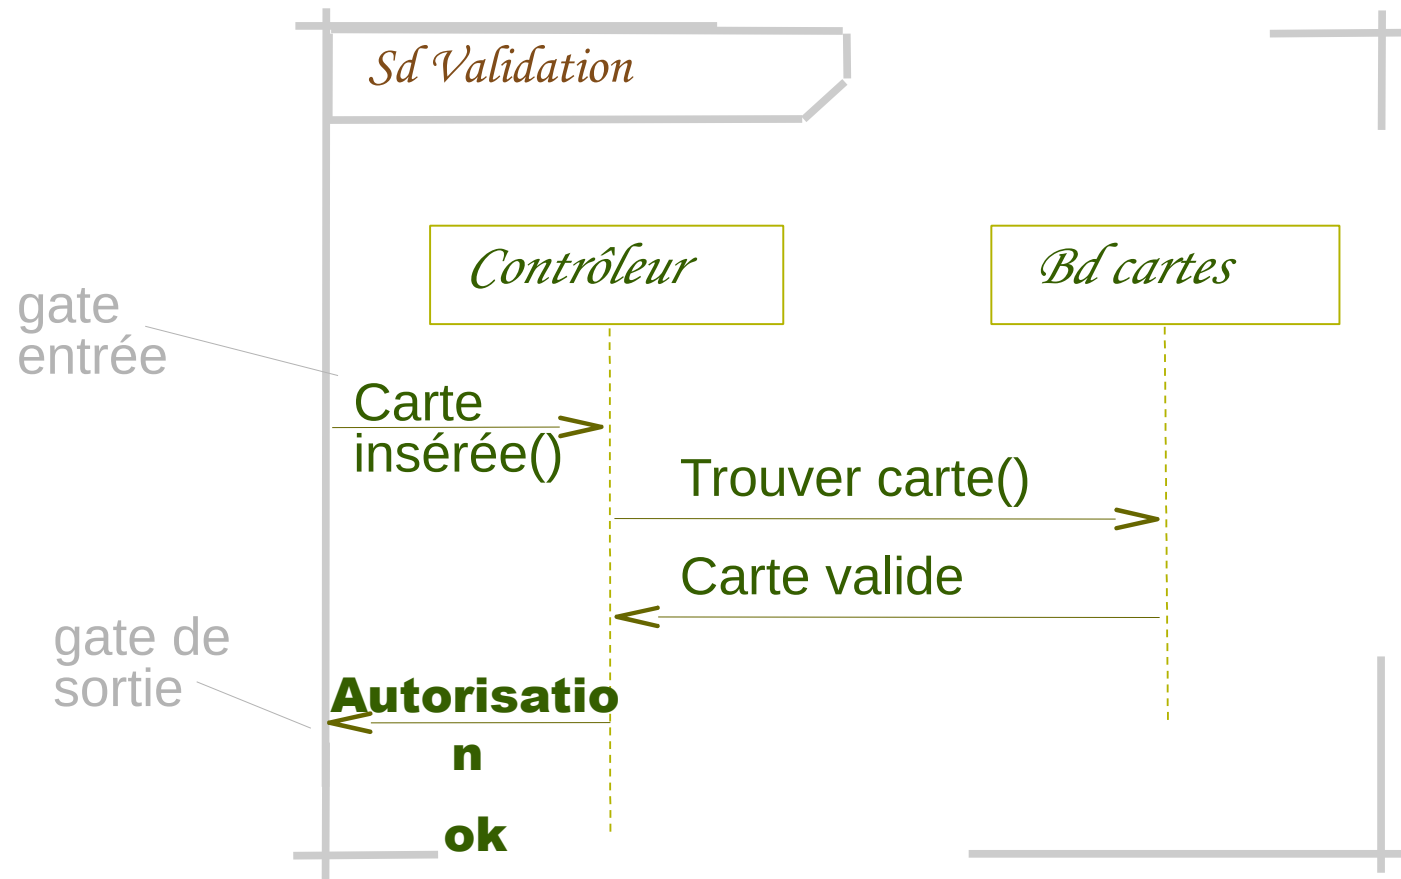 Sd Validation
Contrôleur
Bd cartes
gate
entrée
Carte
insérée()
Trouver carte()
Carte valide
gate de
sortie
Autorisatio
n
ok